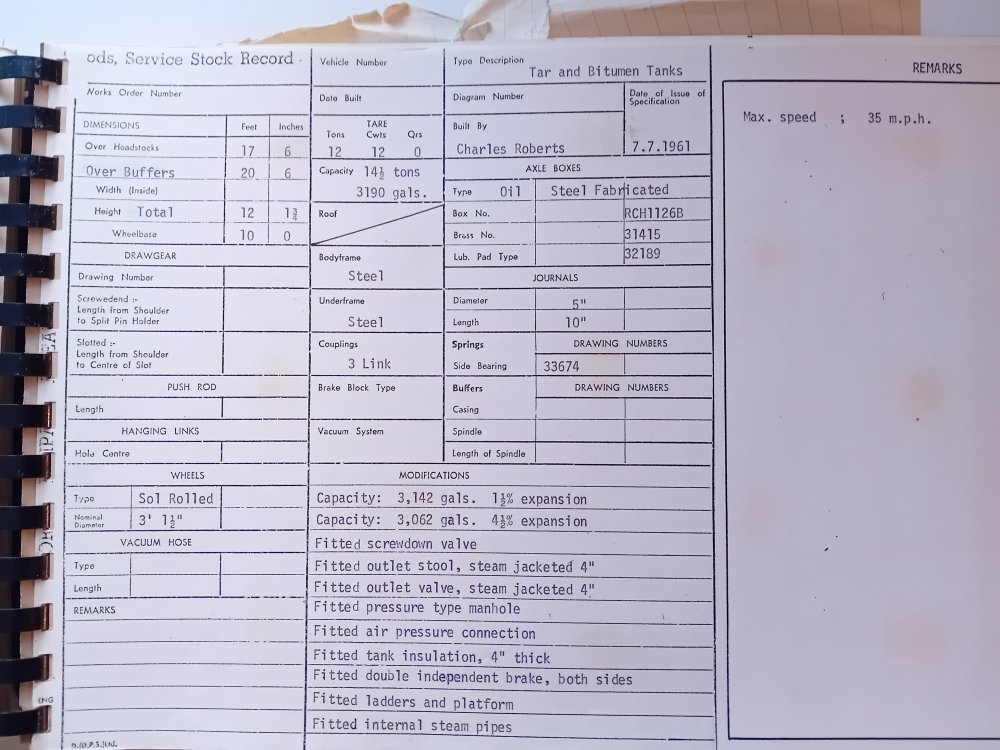 ods, Service Stock Record
Works Order Number
DIMENSIONS Feet Inches
Over Headstocks 17 6
Over Buffers 20 6
Width (Inside)
Height Total 12 1¾
Wheelbase 10 0
DRAWGEAR
Drawing Number
Screwedend :-
Length from Shoulder
to Split Pin Holder
Slotted :-
Length from Shoulder
to Centre of Slot
PUSH ROD
Length
HANGING LINKS
Hole Centre
WHEELS
Type Sol Rolled
Nominal
Diameter 3' 1½"
VACUUM HOSE
Type
Length
REMARKS
ENG
Vehicle Number
Date Built
TARE
Tons Cwts Qrs
12 12 0
Capacity 14½ tons
3190 gals.
Roof
Bodyframe
Steel
Underframe
Steel
Couplings
3 Link
Brake Block Type
Vacuum System
Type Description
Tar and Bitumen Tanks
Diagram Number
Date of Issue of
Specification
Built By
Charles Roberts 7.7.1961
AXLE BOXES
Type Oil Steel Fabricated
Box No. RCH1126B
Brass No. 31415
Lub. Pad Type 32189
JOURNALS
Diameter 5"
Length 10"
Springs DRAWING NUMBERS
Side Bearing 33674
Buffers DRAWING NUMBERS
Casing
Spindle
Length of Spindle
MODIFICATIONS
Capacity: 3,142 gals. 1½% expansion
Capacity: 3,062 gals. 4½% expansion
Fitted screwdown valve
Fitted outlet stool, steam jacketed 4"
Fitted outlet valve, steam jacketed 4"
Fitted pressure type manhole
Fitted air pressure connection
Fitted tank insulation, 4" thick
Fitted double independent brake, both sides
Fitted ladders and platform
Fitted internal steam pipes
REMARKS
Max. speed ; 35 m.p.h.